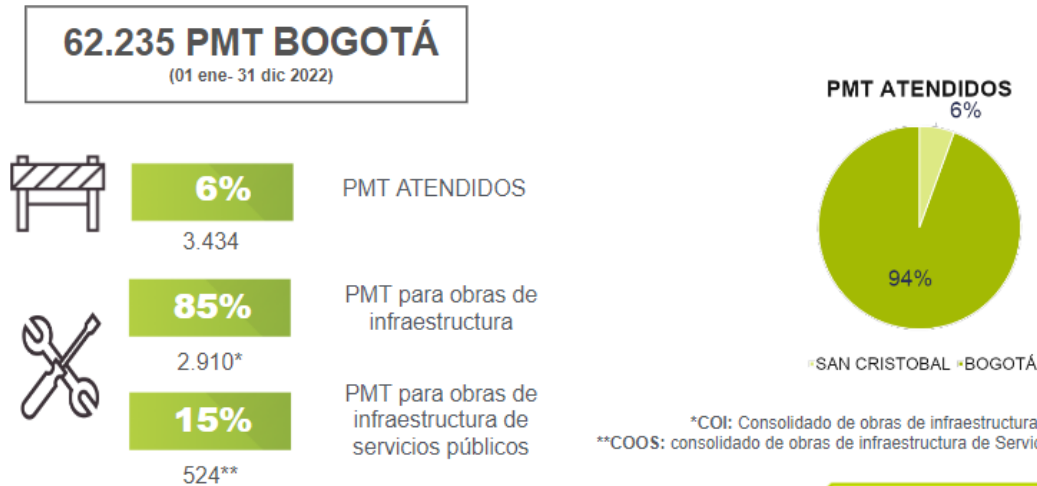 62.235 PMT BOGOTÁ
(01 ene- 31 dic 2022)
6%
PMT ATENDIDOS
3.434
85%
PMT para obras de
infraestructura
2.910*
15%
PMT para obras de
infraestructura de
servicios públicos
524**
PMT ATENDIDOS
6%
94%
SAN CRISTOBAL BOGOTÁ
*COI: Consolidado de obras de infraestructura
**COOS: consolidado de obras de infraestructura de